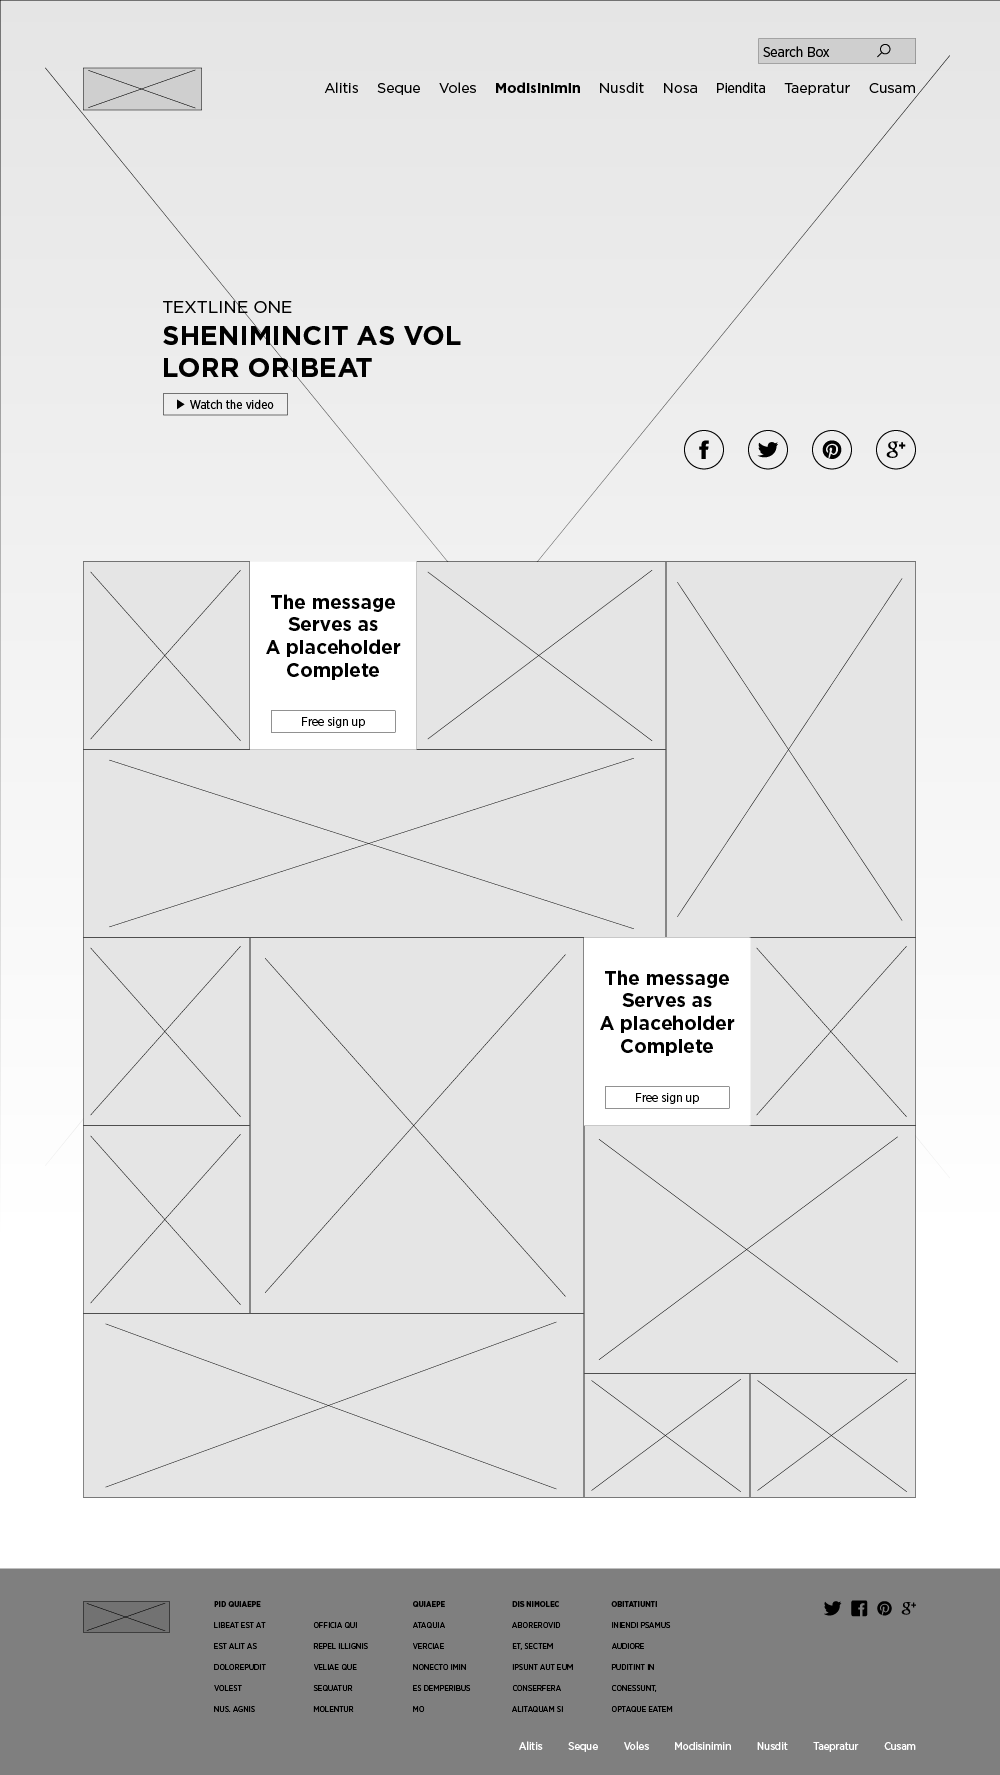 Search Box
Alitis Seque Voles Modisinimin Nusdit Nosa Piendita Taepratur Cusam
TEXTLINE ONE
SHENIMINCIT AS VOL
LORR ORIBEAT
Watch the video
The message
Serves as
A placeholder
Complete
Free sign up
The message
Serves as
A placeholder
Complete
Free sign up
PID QUIAEPE QUIAEPE DIS NIMOLEC OBITATIUNTI
LIBEAT EST AT OFFICIA QUI ATAQUIA ABOREROVID INIENDI PSAMUS
EST ALIT AS REPEL ILLIGNIS VERCIAE ET, SECTEM AUDIORE
DOLOREPUDIT VELIAE QUE NONECTO IMIN IPSUNT AUT EUM PUDITINT IN
VOLEST SEQUATUR ES DEMPERIBUS CONSERFERA CONESSUNT,
NUS. AGNIS MOLENTUR MO ALITAQUAM SI OPTAQUE EATEM
Alitis Seque Voles Modisinimin Nusdit Taepratur Cusam